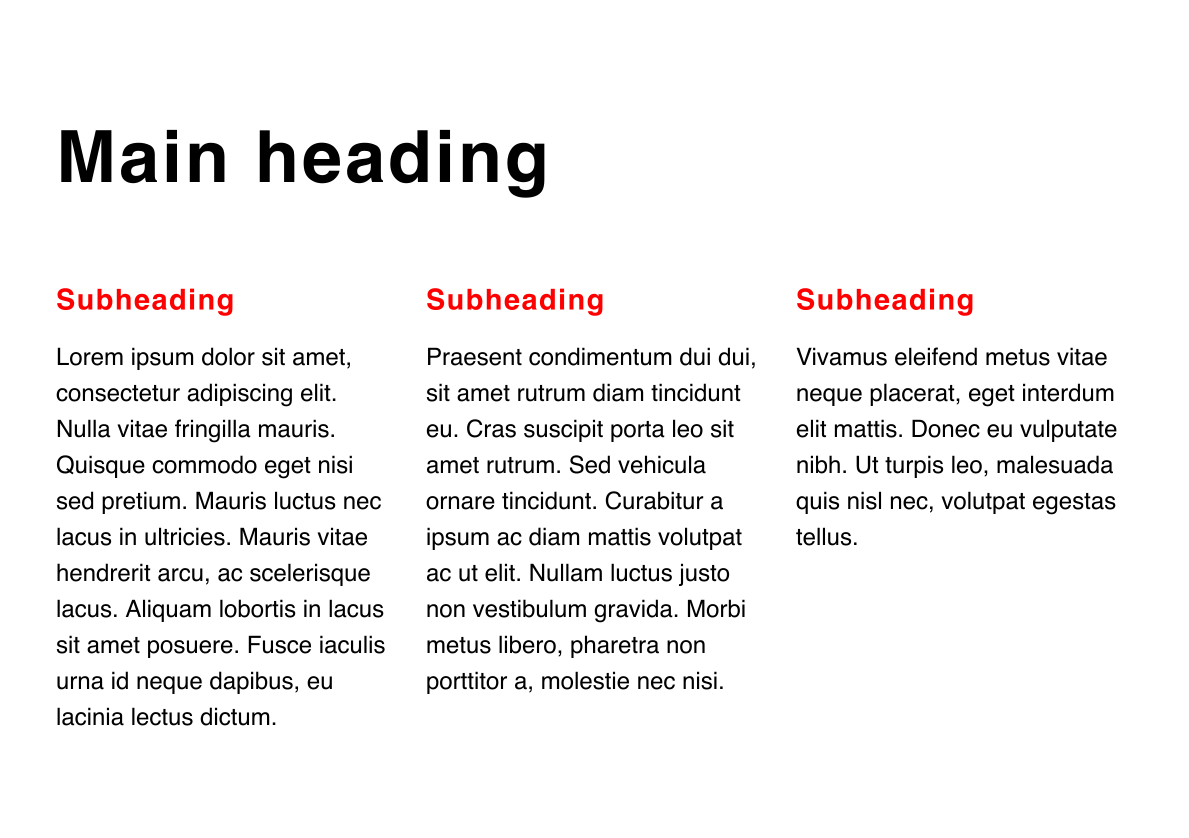 Main heading
Subheading
Lorem ipsum dolor sit amet,
consectetur adipiscing elit.
Nulla vitae fringilla mauris.
Quisque commodo eget nisi
sed pretium. Mauris luctus nec
lacus in ultricies. Mauris vitae
hendrerit arcu, ac scelerisque
lacus. Aliquam lobortis in lacus
sit amet posuere. Fusce iaculis
urna id neque dapibus, eu
lacinia lectus dictum.
Subheading
Praesent condimentum dui dui,
sit amet rutrum diam tincidunt
eu. Cras suscipit porta leo sit
amet rutrum. Sed vehicula
ornare tincidunt. Curabitur a
ipsum ac diam mattis volutpat
ac ut elit. Nullam luctus justo
non vestibulum gravida. Morbi
metus libero, pharetra non
porttitor a, molestie nec nisi.
Subheading
Vivamus eleifend metus vitae
neque placerat, eget interdum
elit mattis. Donec eu vulputate
nibh. Ut turpis leo, malesuada
quis nisl nec, volutpat egestas
tellus.